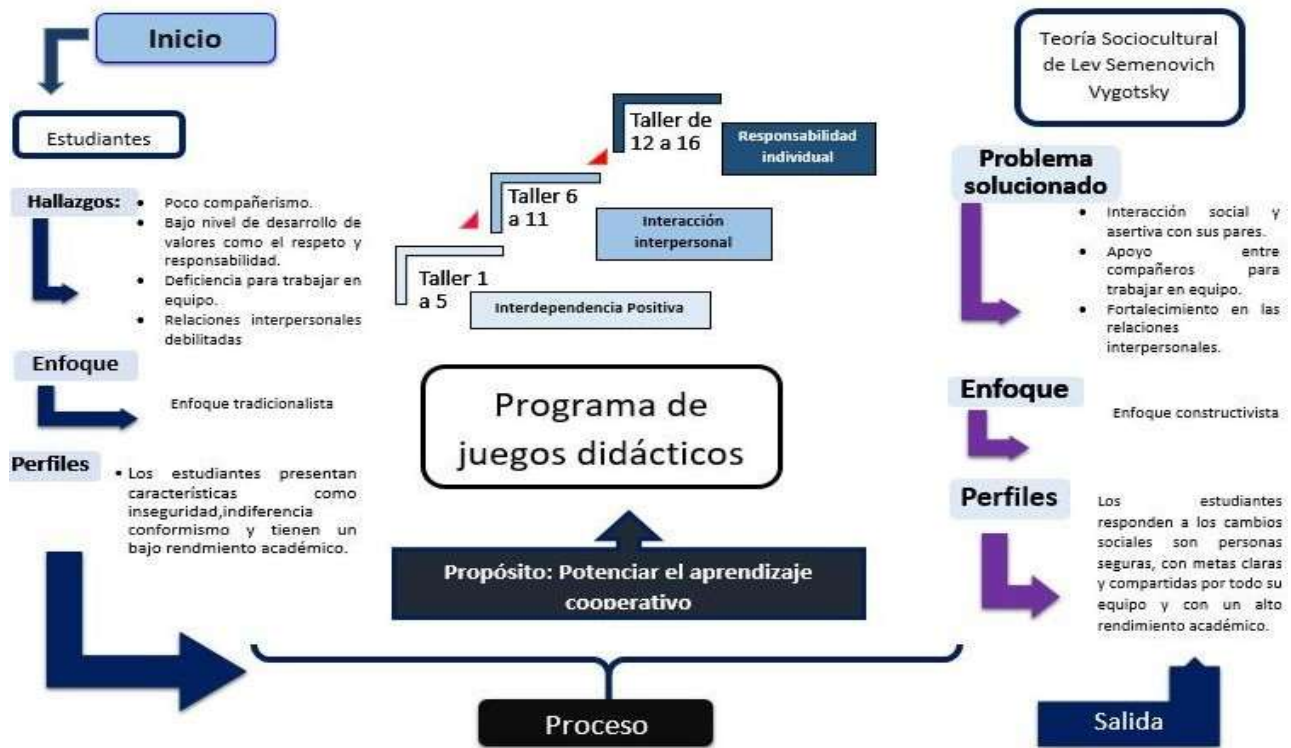 Inicio
Estudiantes
Hallazgos:
• Poco compañerismo.
• Bajo nivel de desarrollo de
valores como el respeto y
responsabilidad.
• Deficiencia para trabajar en
equipo.
• Relaciones interpersonales
debilitadas
Enfoque
Enfoque tradicionalista
Perfiles
• Los estudiantes presentan
características como
inseguridad,indiferencia
conformismo y tienen un
bajo rendmiento académico.
Taller de
12 a 16
Responsabilidad
individual
Taller 6
a 11
Interacción
interpersonal
Taller 1
a 5
Interdependencia Positiva
Programa de
juegos didácticos
Propósito: Potenciar el aprendizaje
cooperativo
Proceso
Teoría Sociocultural
de Lev Semenovich
Vygotsky
Problema
solucionado
• Interacción social y
asertiva con sus pares.
• Apoyo entre
compañeros para
trabajar en equipo.
• Fortalecimiento en las
relaciones
interpersonales.
Enfoque
Enfoque constructivista
Perfiles
Los estudiantes
responden a los cambios
sociales son personas
seguras, con metas claras
y compartidas por todo su
equipo y con un alto
rendimiento académico.
Salida